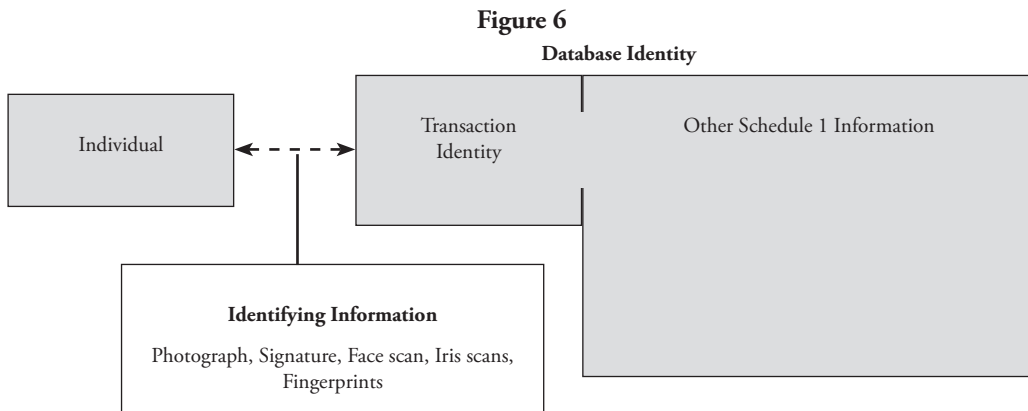 Figure 6
Database Identity
Individual
Transaction
Identity
Other Schedule 1 Information
Identifying Information
Photograph, Signature, Face scan, Iris scans,
Fingerprints